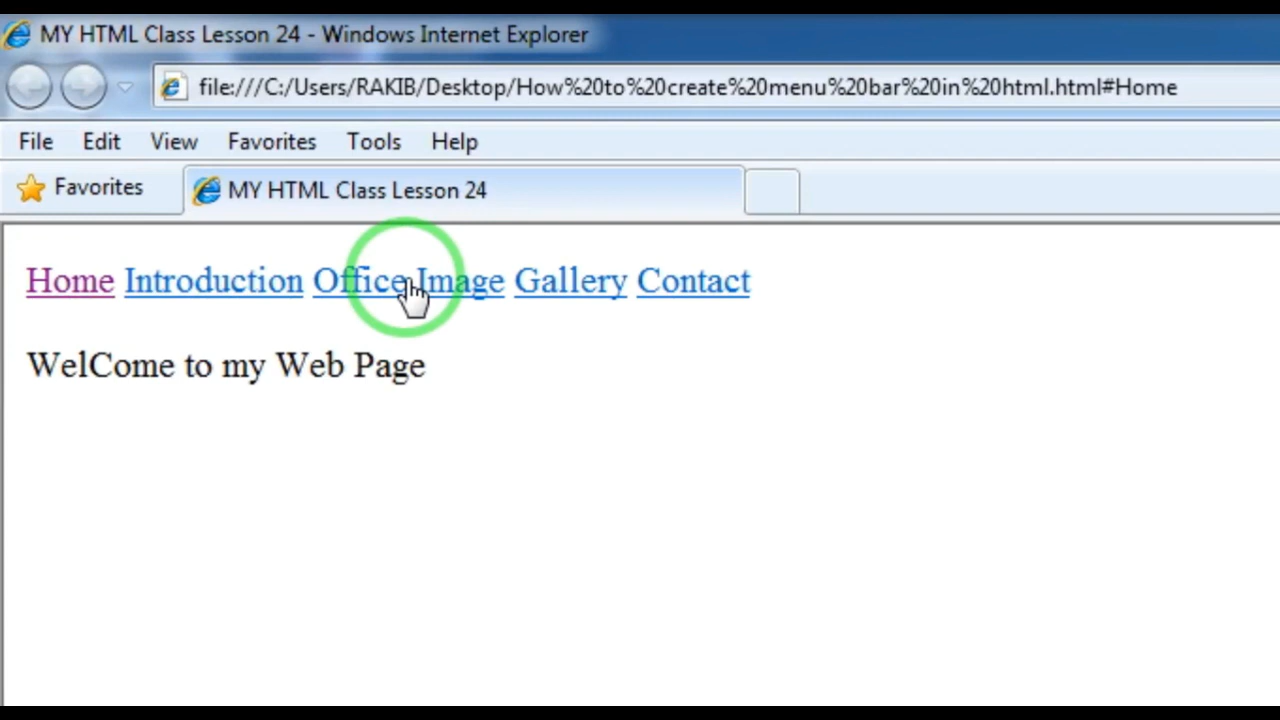 MY HTML Class Lesson 24 - Windows Internet Explorer
file:///C:/Users/RAKIB/Desktop/How%20to%20create%20menu%20bar%20in%20html.html#Home
File Edit View Favorites Tools Help
Favorites MY HTML Class Lesson 24
Home Introduction Office Image Gallery Contact
WelCome to my Web Page